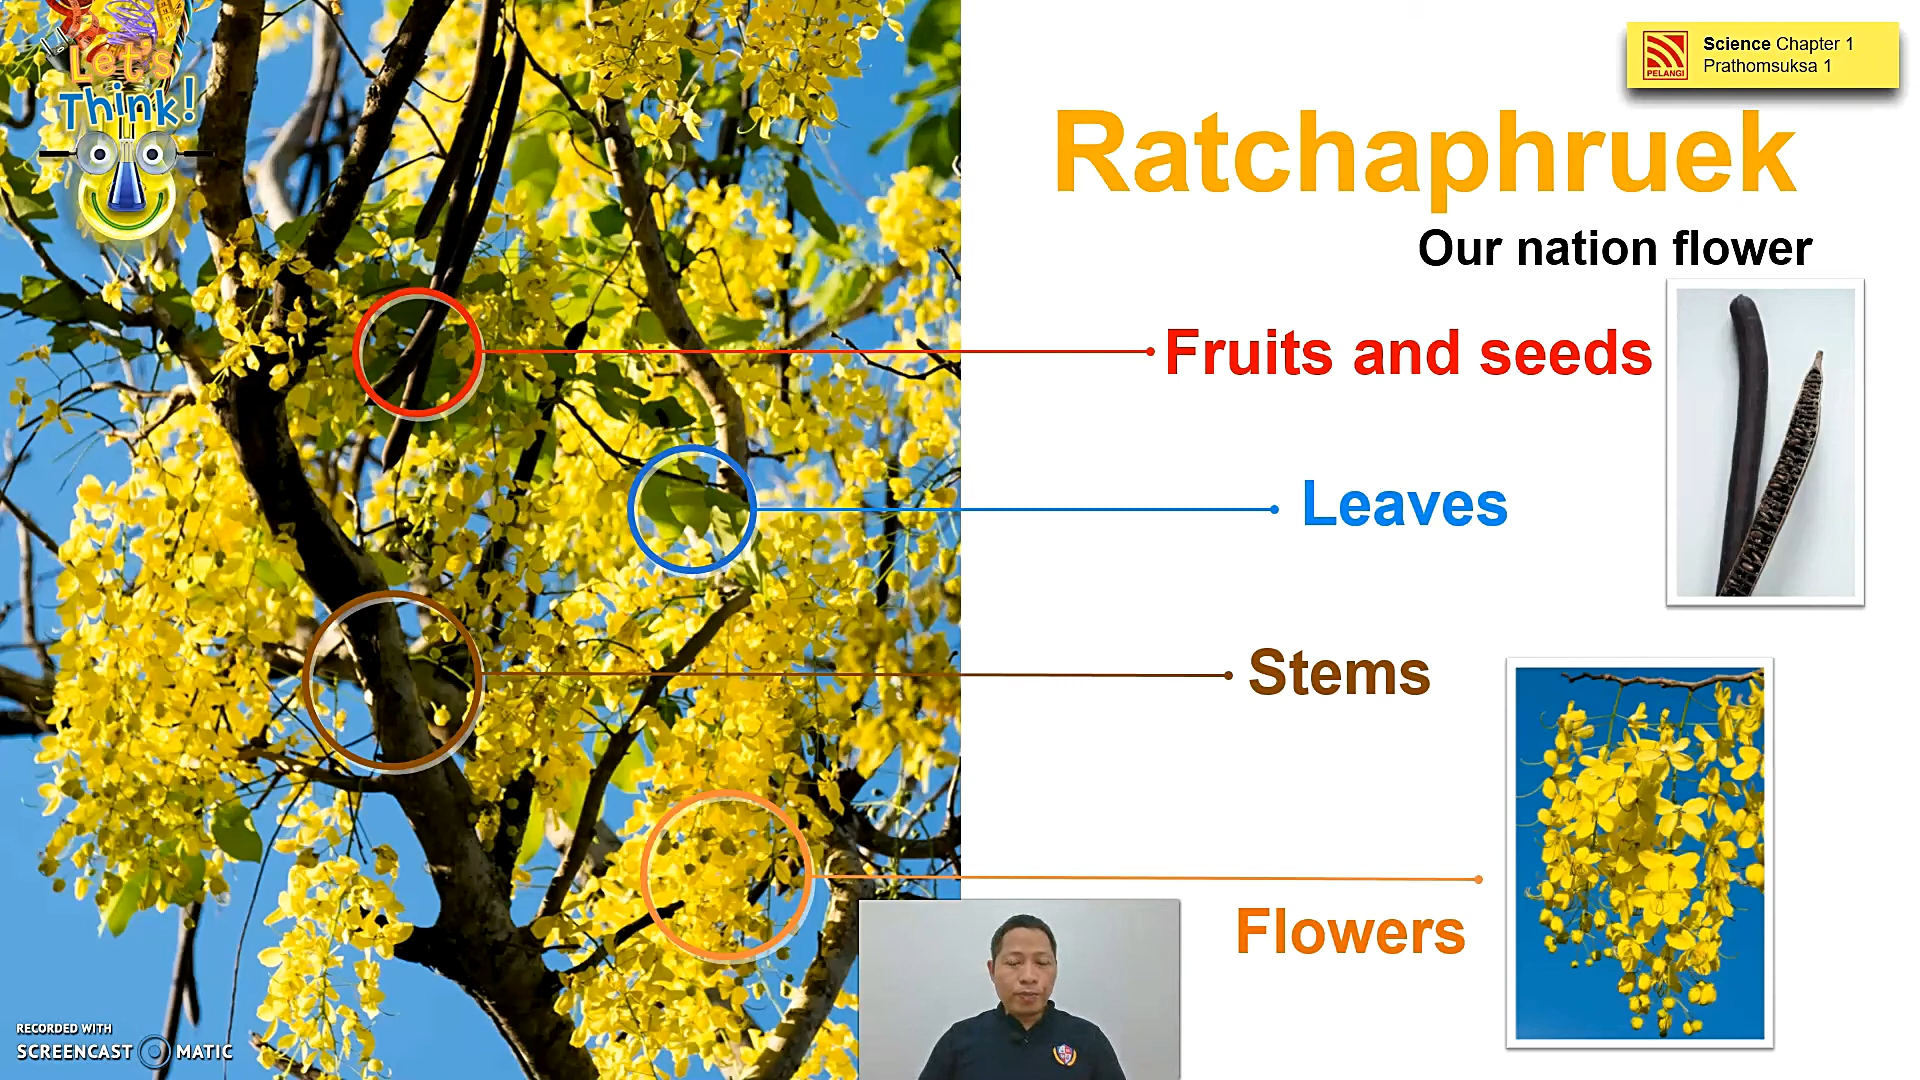 Let's
Think!
PELANGI
Science Chapter 1
Prathomsuksa 1
Ratchaphruek
Our nation flower
Fruits and seeds
Leaves
Stems
Flowers
RECORDED WITH
SCREENCAST MATIC